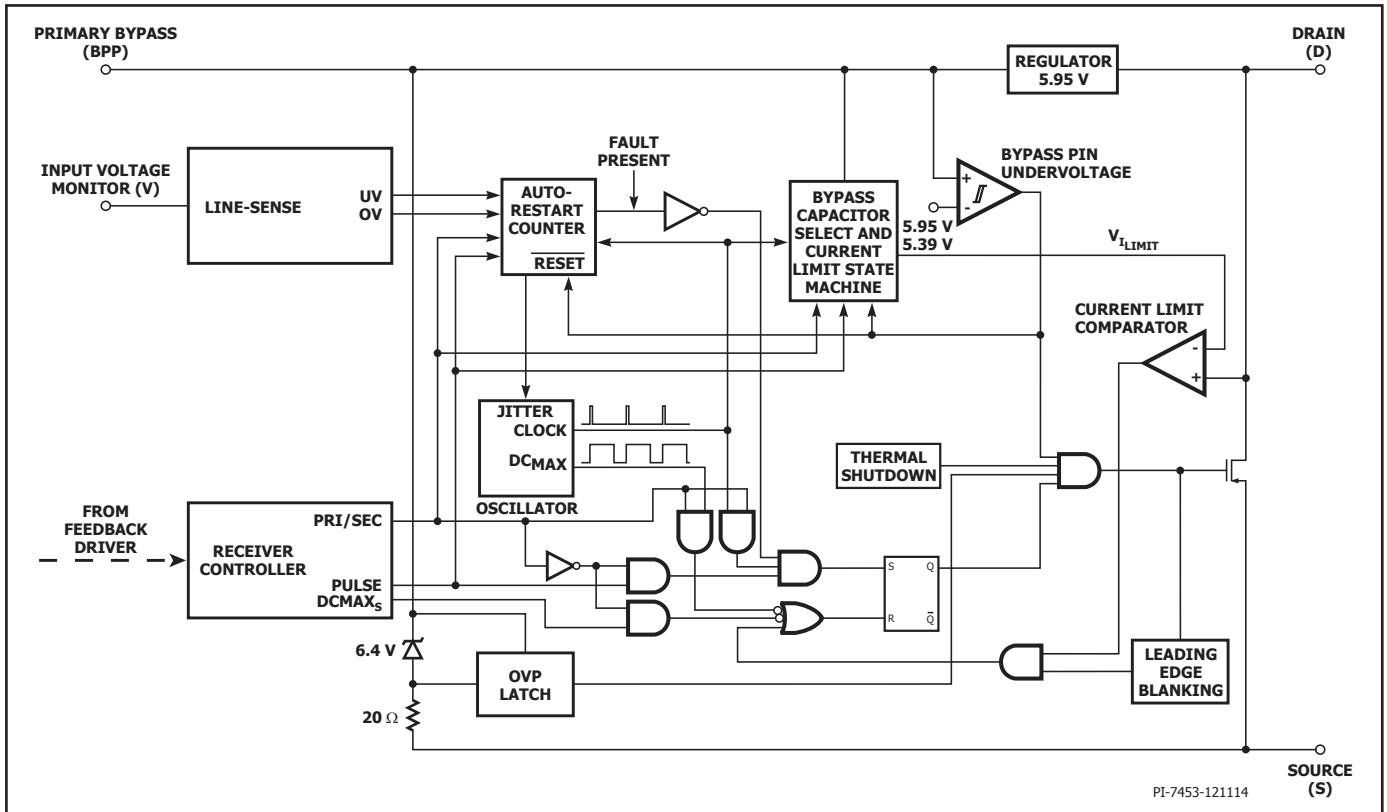 PRIMARY BYPASS
(BPP)
DRAIN
(D)
REGULATOR
5.95 V
INPUT VOLTAGE
MONITOR (V)
LINE-SENSE
UV
OV
FAULT
PRESENT
AUTO-
RESTART
COUNTER
RESET
BYPASS
CAPACITOR
SELECT AND
CURRENT
LIMIT STATE
MACHINE
BYPASS PIN
UNDERVOLTAGE
+
-
5.95 V
5.39 V
VILIMIT
CURRENT LIMIT
COMPARATOR
-
+
JITTER
CLOCK
DCMAX
OSCILLATOR
THERMAL
SHUTDOWN
FROM
FEEDBACK
DRIVER
RECEIVER
CONTROLLER
PRI/SEC
PULSE
DCMAXS
S Q
R Q̅
6.4 V
OVP
LATCH
20 Ω
LEADING
EDGE
BLANKING
SOURCE
(S)
PI-7453-121114